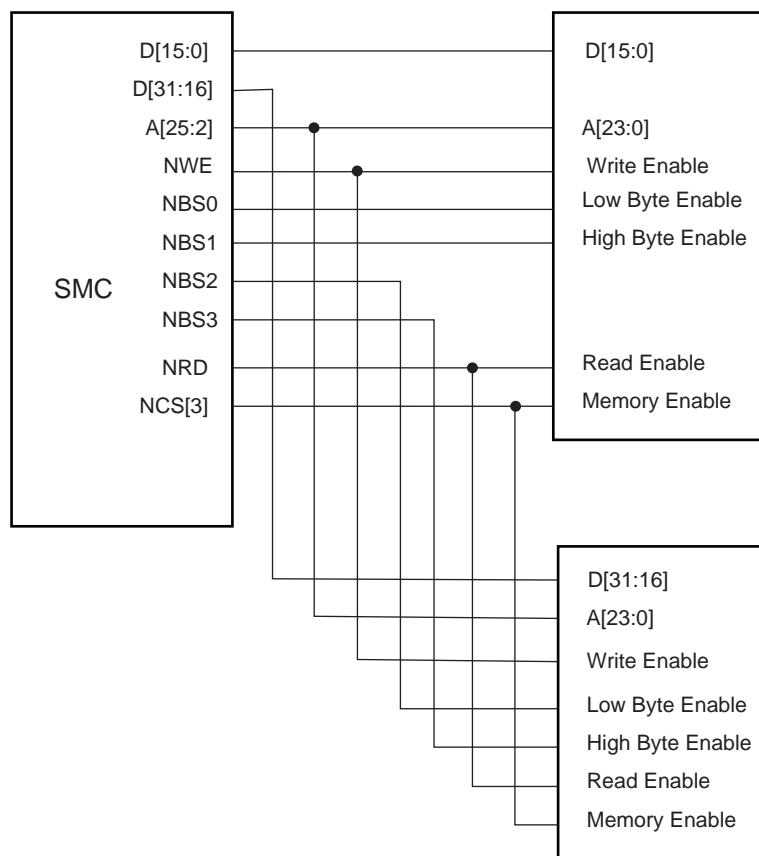 D[15:0]
D[31:16]
A[25:2]
NWE
NBS0
NBS1
NBS2
NBS3
NRD
NCS[3]
SMC
D[15:0]
A[23:0]
Write Enable
Low Byte Enable
High Byte Enable
Read Enable
Memory Enable
D[31:16]
A[23:0]
Write Enable
Low Byte Enable
High Byte Enable
Read Enable
Memory Enable